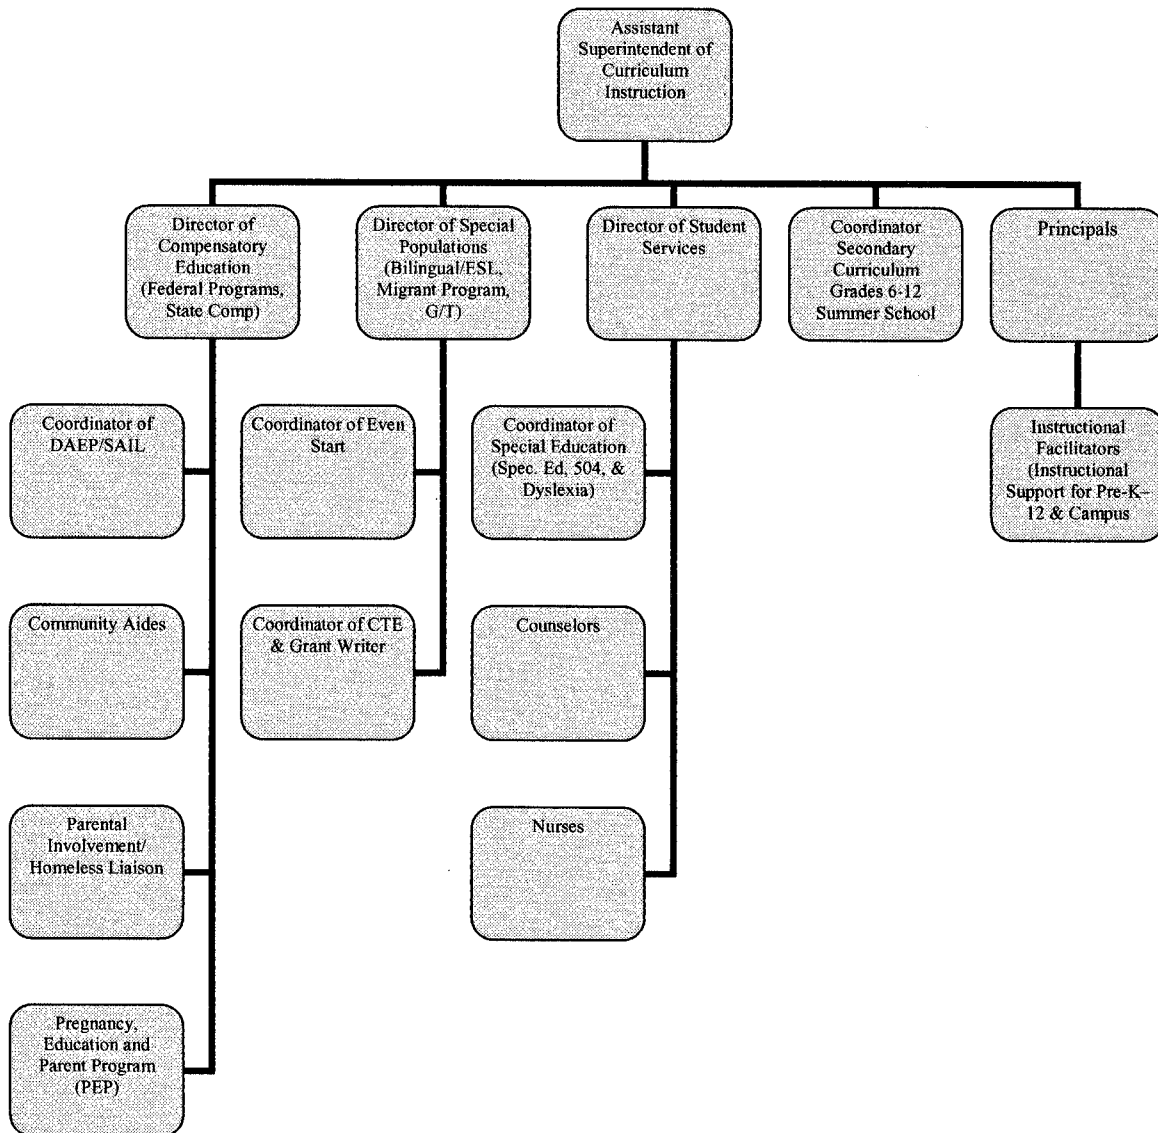 Assistant
Superintendent of
Curriculum
Instruction
Director of
Compensatory
Education
(Federal Programs,
State Comp)
Director of Special
Populations
(Bilingual/ESL,
Migrant Program,
G/T)
Director of Student
Services
Coordinator
Secondary
Curriculum
Grades 6-12
Summer School
Principals
Coordinator of
DAEP/SAIL
Coordinator of Even
Start
Coordinator of
Special Education
(Spec. Ed, 504, &
Dyslexia)
Instructional
Facilitators
(Instructional
Support for Pre-K–
12 & Campus
Community Aides
Coordinator of CTE
& Grant Writer
Counselors
Parental
Involvement/
Homeless Liaison
Nurses
Pregnancy,
Education and
Parent Program
(PEP)